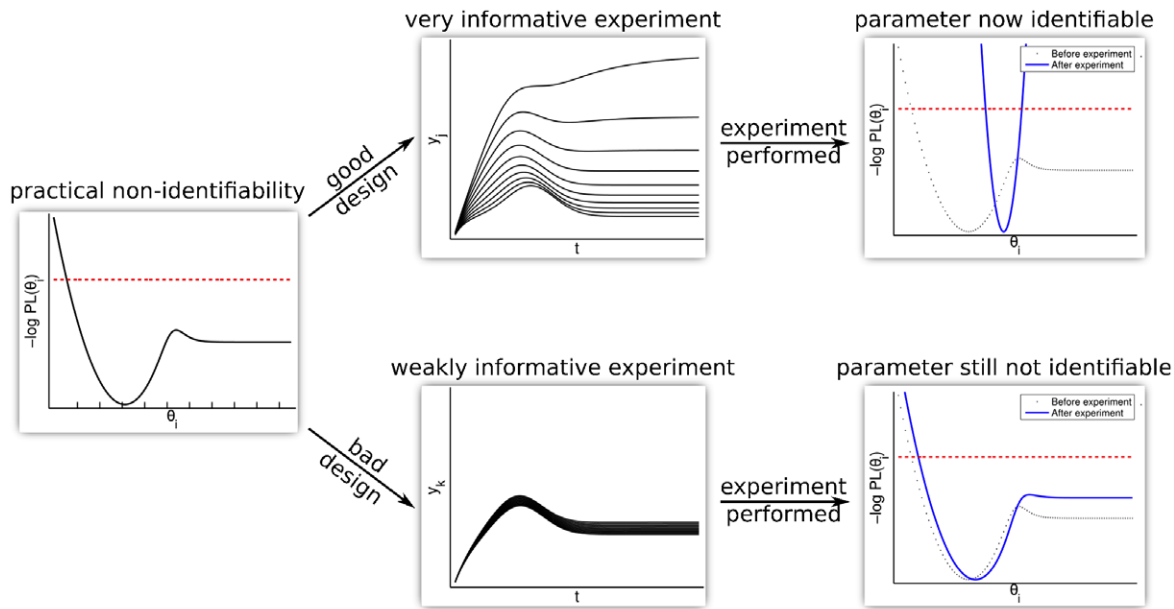 very informative experiment
parameter now identifiable
y_j
t
−log PL(θ_i)
Before experiment
After experiment
θ_i
good
design
experiment
performed
practical non-identifiability
−log PL(θ_i)
θ_i
bad
design
weakly informative experiment
parameter still not identifiable
y_k
t
experiment
performed
−log PL(θ_i)
Before experiment
After experiment
θ_i